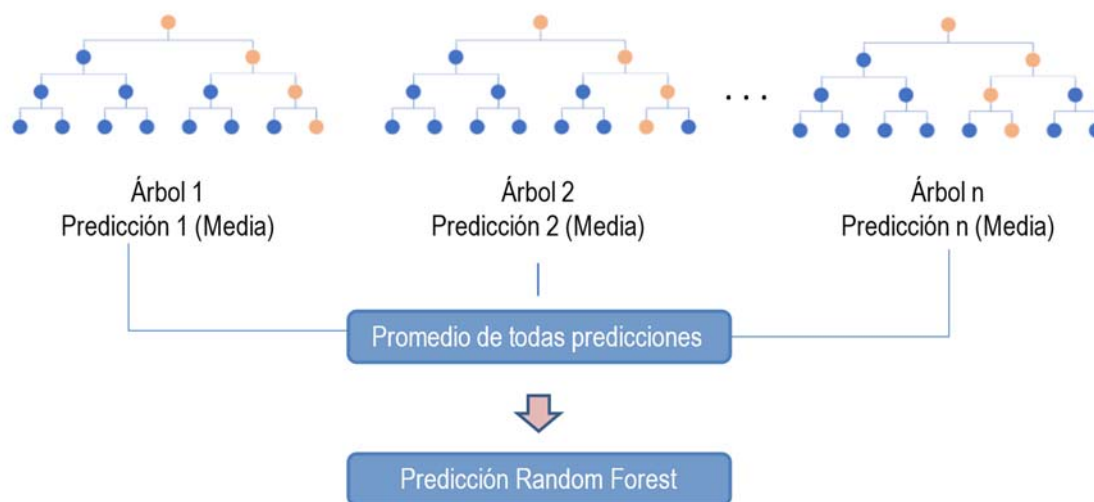 . . .
Árbol 1
Predicción 1 (Media)
Árbol 2
Predicción 2 (Media)
Árbol n
Predicción n (Media)
Promedio de todas predicciones
Predicción Random Forest